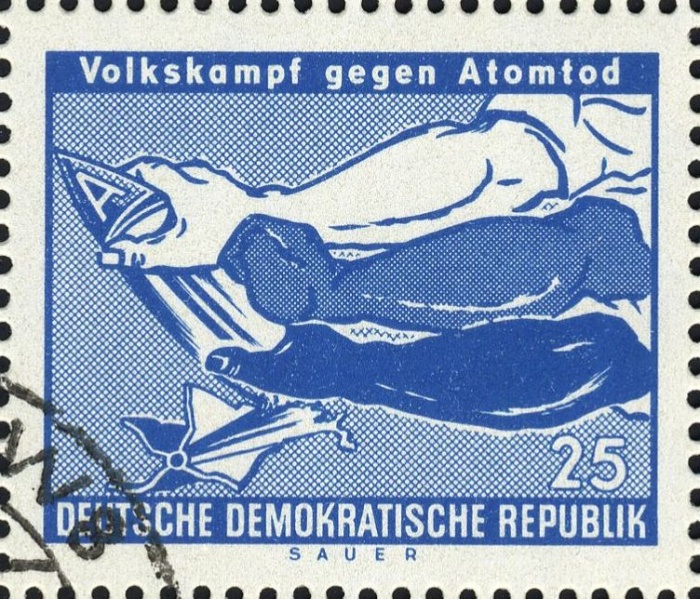 Volkskampf gegen Atomtod
A
25
DEUTSCHE DEMOKRATISCHE REPUBLIK
SAUER